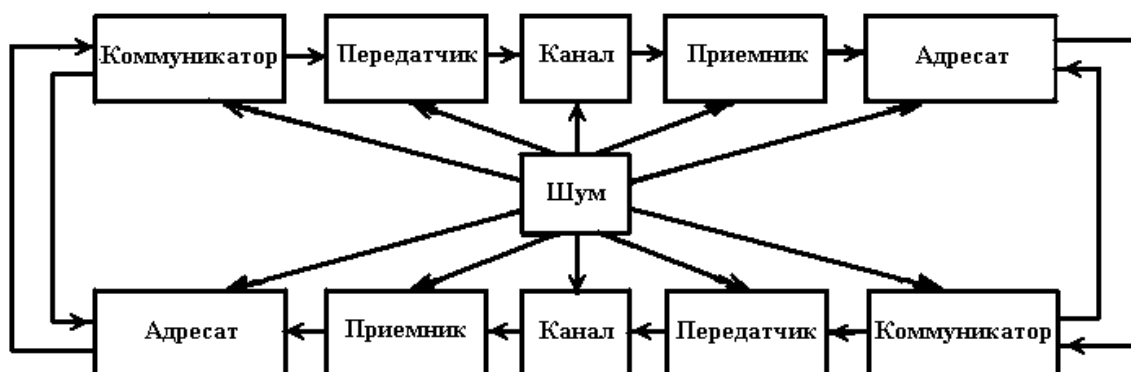 Коммуникатор
Передатчик
Канал
Приемник
Адресат
Шум
Адресат
Приемник
Канал
Передатчик
Коммуникатор